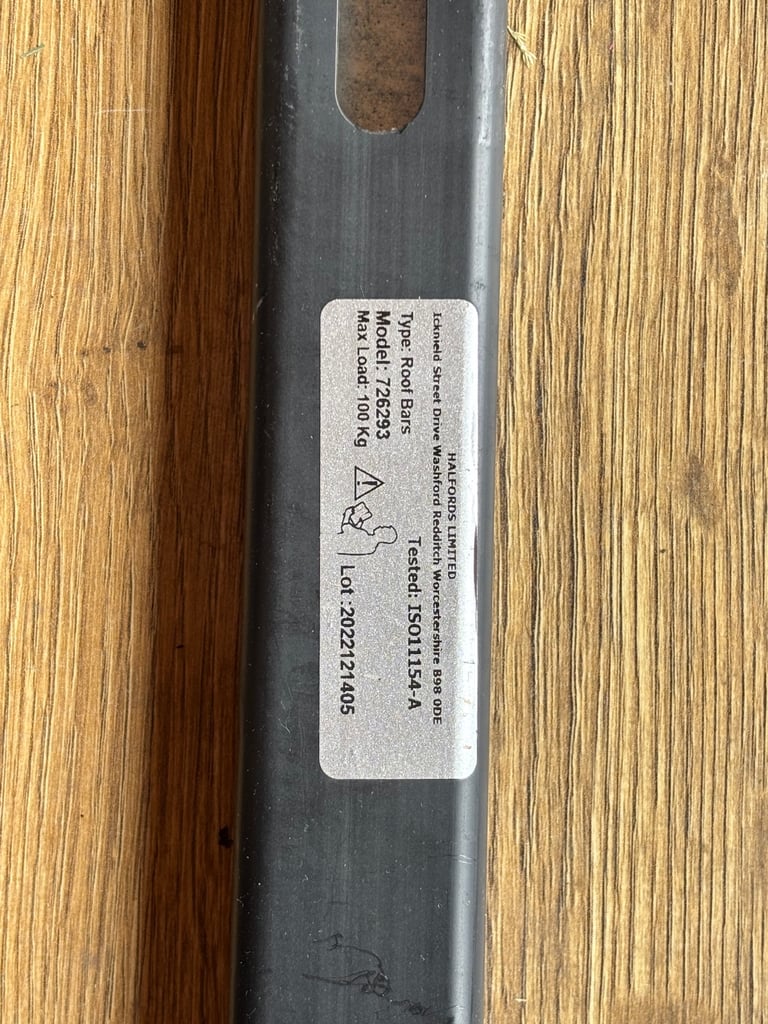 HALFORDS LIMITED
Icknield Street Drive Washford Redditch Worcestershire B98 0DE
Type: Roof Bars
Tested: ISO11154-A
Model: 726293
Max Load: 100 Kg
Lot :2022121405